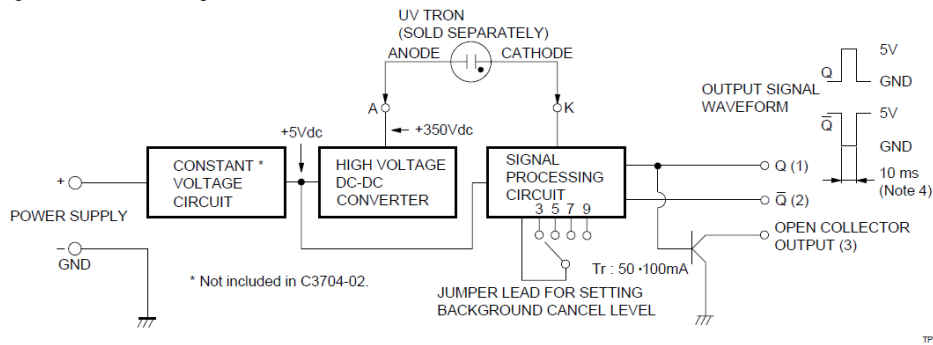 UV TRON
(SOLD SEPARATELY)
ANODE
CATHODE
A
K
+5Vdc
+350Vdc
CONSTANT *
VOLTAGE
CIRCUIT
HIGH VOLTAGE
DC-DC
CONVERTER
SIGNAL
PROCESSING
CIRCUIT
3 5 7 9
+
POWER SUPPLY
−
GND
* Not included in C3704-02.
JUMPER LEAD FOR SETTING
BACKGROUND CANCEL LEVEL
Tr : 50 •100mA
OUTPUT SIGNAL
WAVEFORM
Q
5V
GND
Q̅
5V
GND
10 ms
(Note 4)
Q (1)
Q̅ (2)
OPEN COLLECTOR
OUTPUT (3)
TP